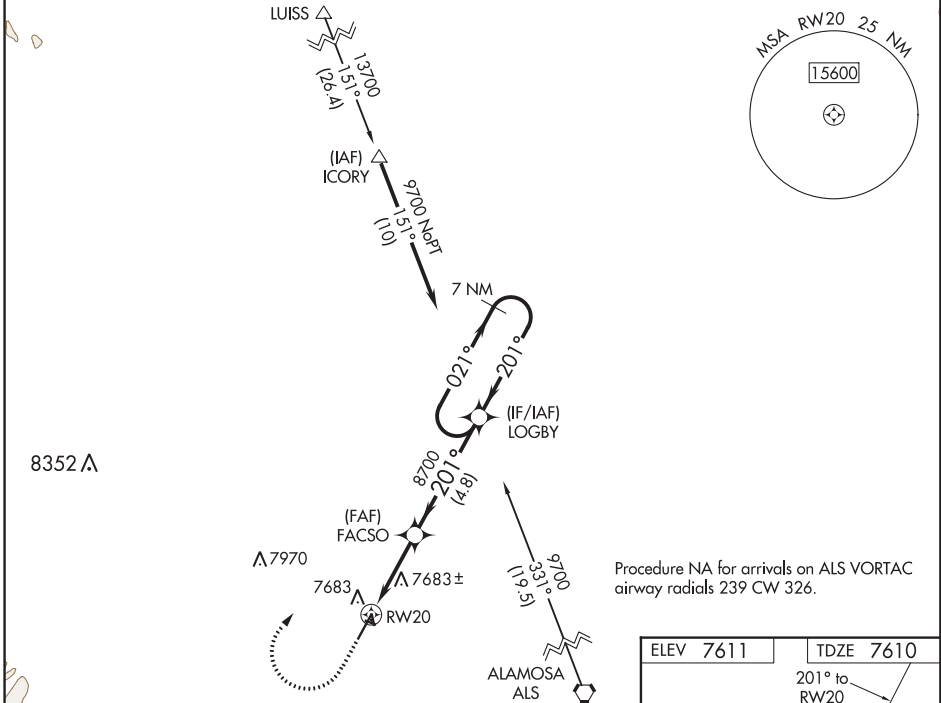 LUISS
13700
151°
(26.4)
MSA RW20 25 NM
15600
(IAF)
ICORY
9700 NoPT
151°
(10)
7 NM
021°
201°
(IF/IAF)
LOGBY
8700
201°
(4.8)
8352
(FAF)
FACSO
7970
7683
7683±
RW20
9700
331°
(19.5)
Procedure NA for arrivals on ALS VORTAC
airway radials 239 CW 326.
ALAMOSA
ALS
ELEV 7611
TDZE 7610
201° to
RW20